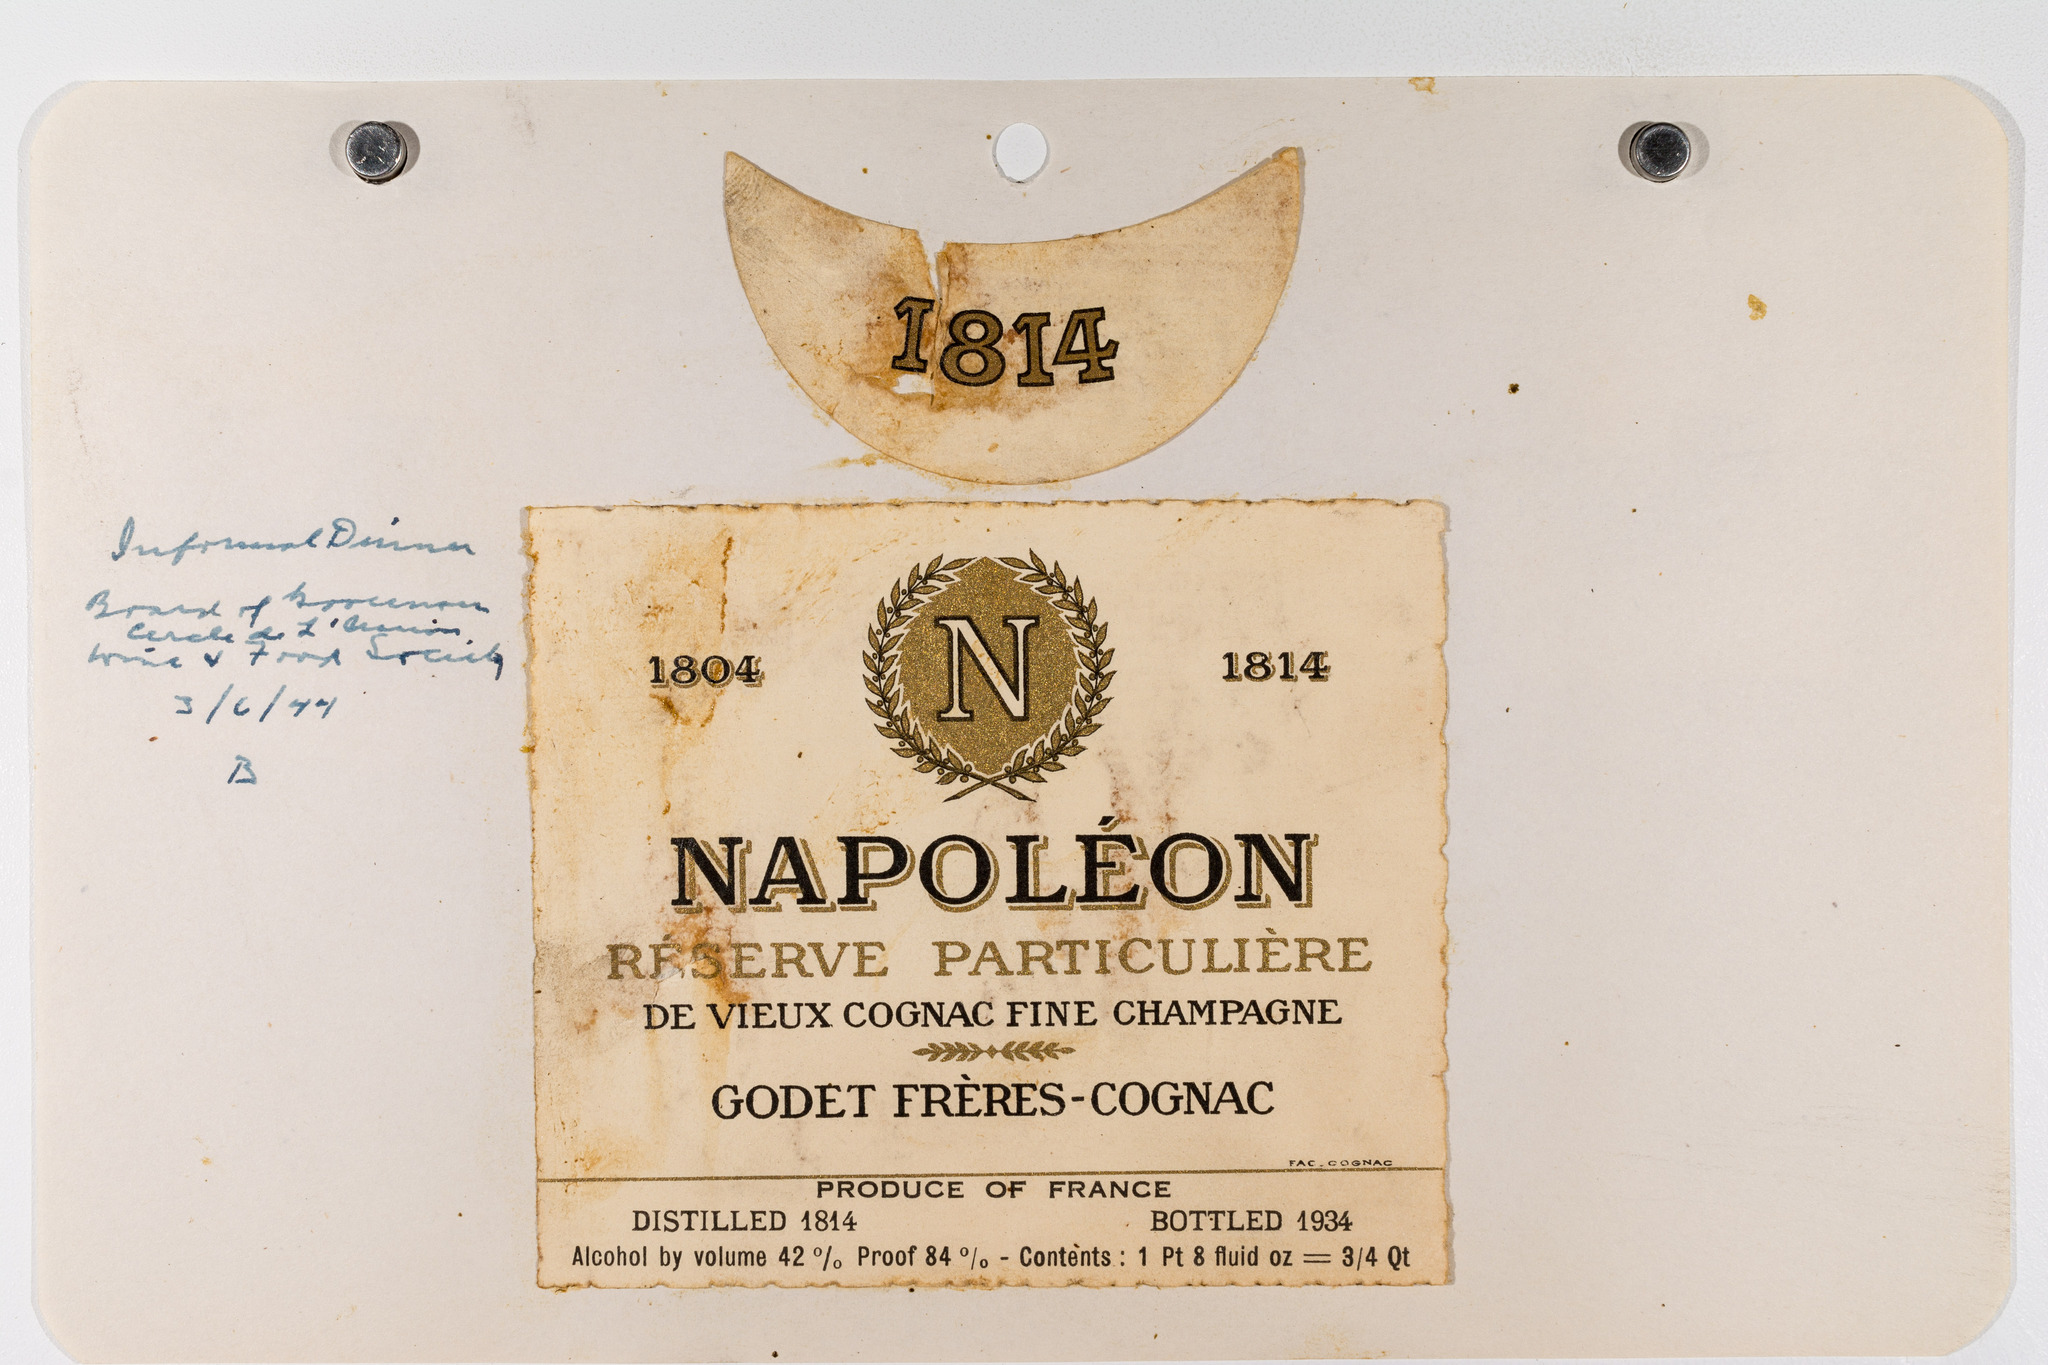 1814
Informal Dinner
Board of Governors
Cercle de L'Union
Wine & Food Society
3/6/44
B
N
1804 1814
NAPOLÉON
RÉSERVE PARTICULIÈRE
DE VIEUX COGNAC FINE CHAMPAGNE
GODET FRÈRES-COGNAC
FAC. COGNAC
PRODUCE OF FRANCE
DISTILLED 1814 BOTTLED 1934
Alcohol by volume 42 % Proof 84 % - Contents : 1 Pt 8 fluid oz = 3/4 Qt